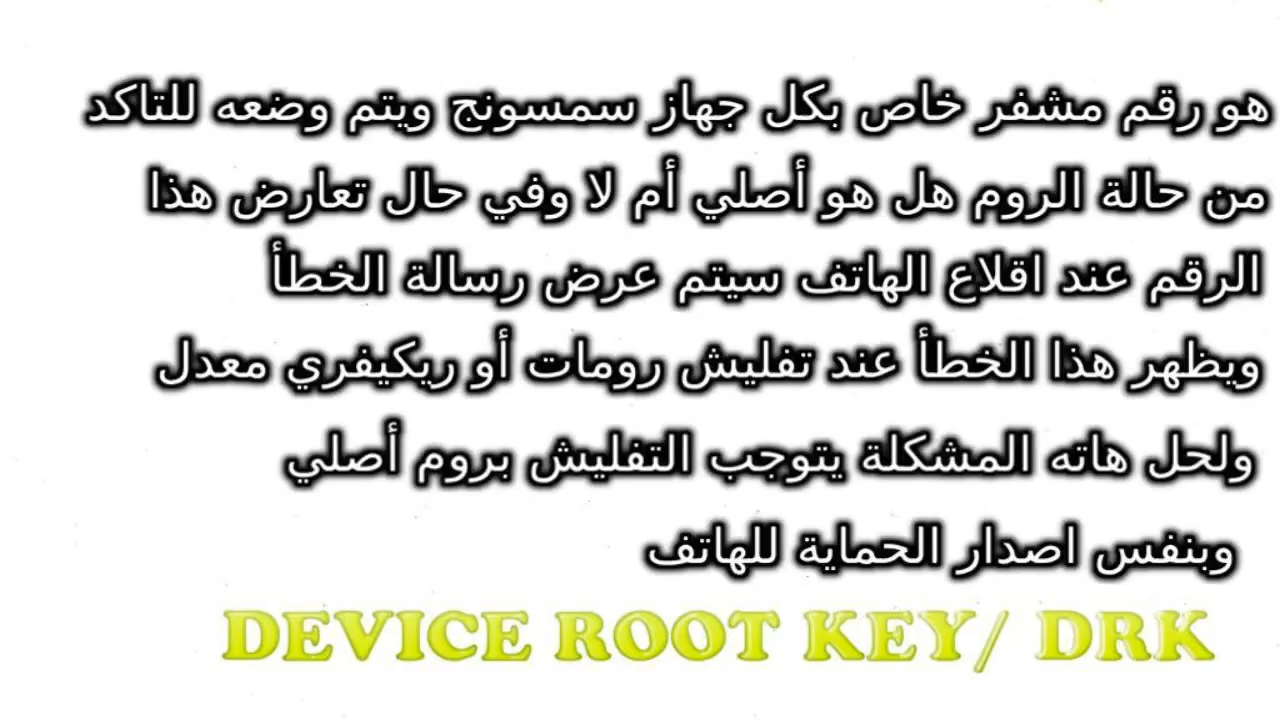 هو رقم مشفر خاص بكل جهاز سمسونج ويتم وضعه للتاكد
من حالة الروم هل هو أصلي أم لا وفي حال تعارض هذا
الرقم عند اقلاع الهاتف سيتم عرض رسالة الخطأ
ويظهر هذا الخطأ عند تفليش رومات أو ريكيفري معدل
ولحل هاته المشكلة يتوجب التفليش بروم أصلي
وبنفس اصدار الحماية للهاتف
DEVICE ROOT KEY/ DRK